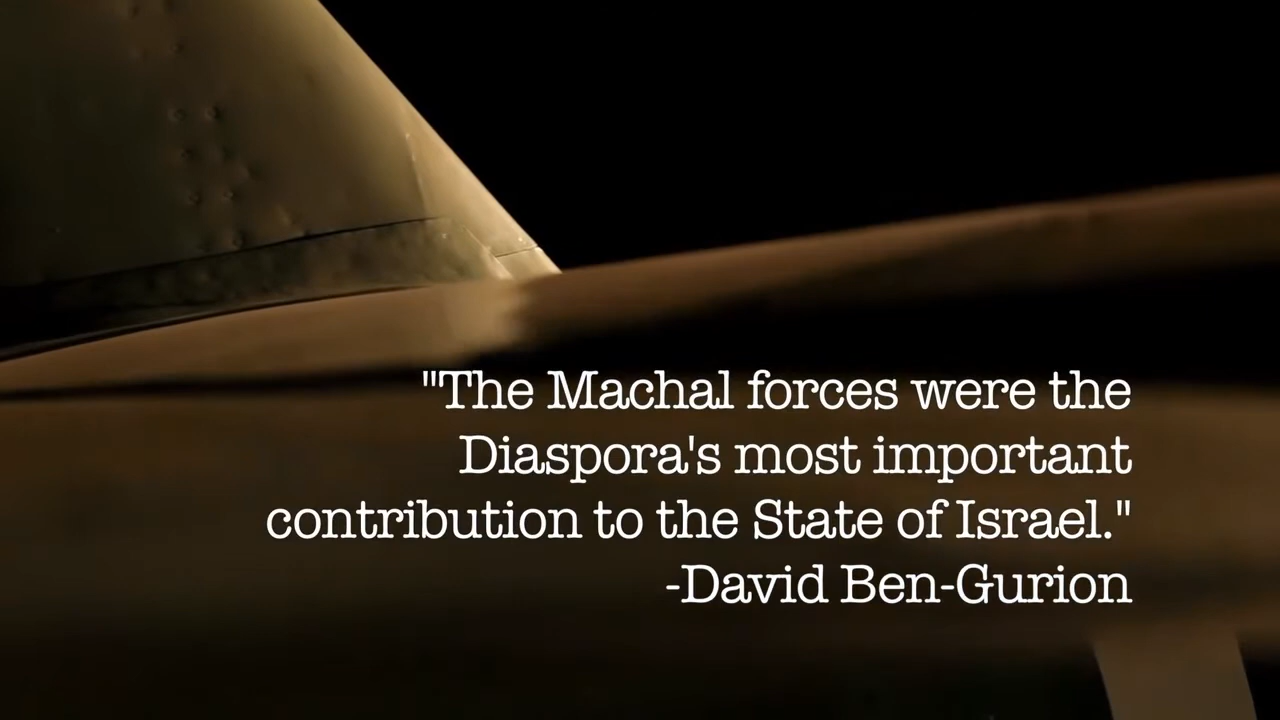 "The Machal forces were the
Diaspora's most important
contribution to the State of Israel."
-David Ben-Gurion